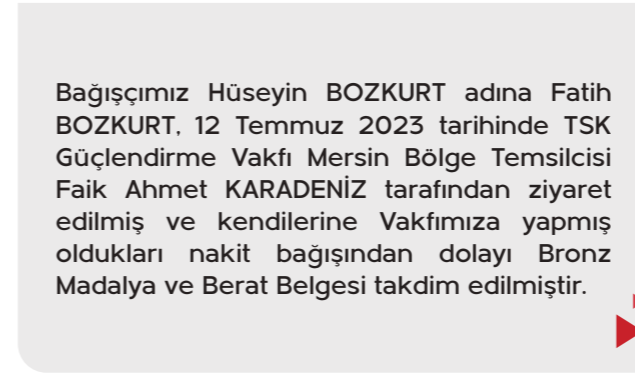 Bağışçımız Hüseyin BOZKURT adına Fatih
BOZKURT, 12 Temmuz 2023 tarihinde TSK
Güçlendirme Vakfı Mersin Bölge Temsilcisi
Faik Ahmet KARADENİZ tarafından ziyaret
edilmiş ve kendilerine Vakfımıza yapmış
oldukları nakit bağışından dolayı Bronz
Madalya ve Berat Belgesi takdim edilmiştir.